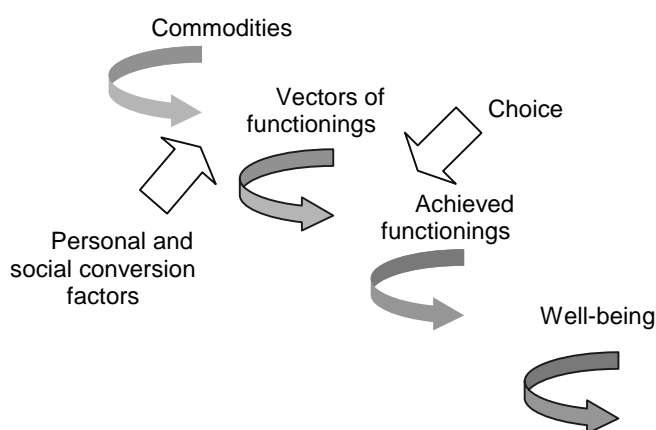 Commodities
Vectors of
functionings
Choice
Personal and
social conversion
factors
Achieved
functionings
Well-being